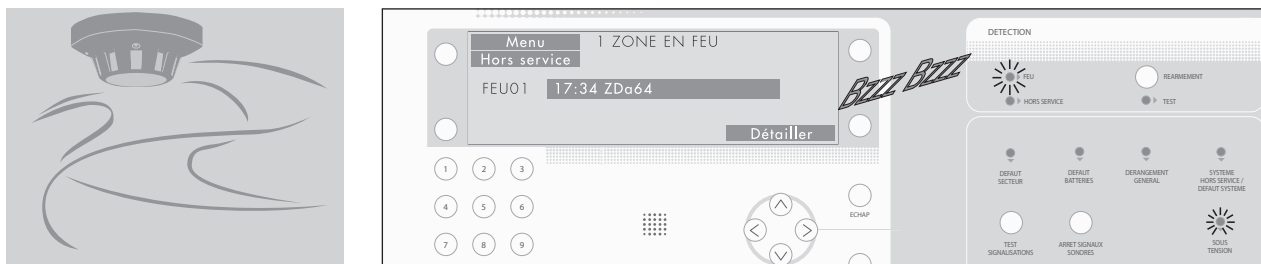 Menu 1 ZONE EN FEU
Hors service
FEU01 17:34 ZDa64
Détailler
Bzzz Bzzz
1 2 3
4 5 6
7 8 9
ECHAP
DETECTION
FEU REARMEMENT
HORS SERVICE TEST
DEFAUT
SECTEUR
DEFAUT
BATTERIES
DERANGEMENT
GENERAL
SYSTEME
HORS SERVICE /
DEFAUT SYSTEME
TEST
SIGNALISATIONS
ARRET SIGNAUX
SONORES
SOUS
TENSION